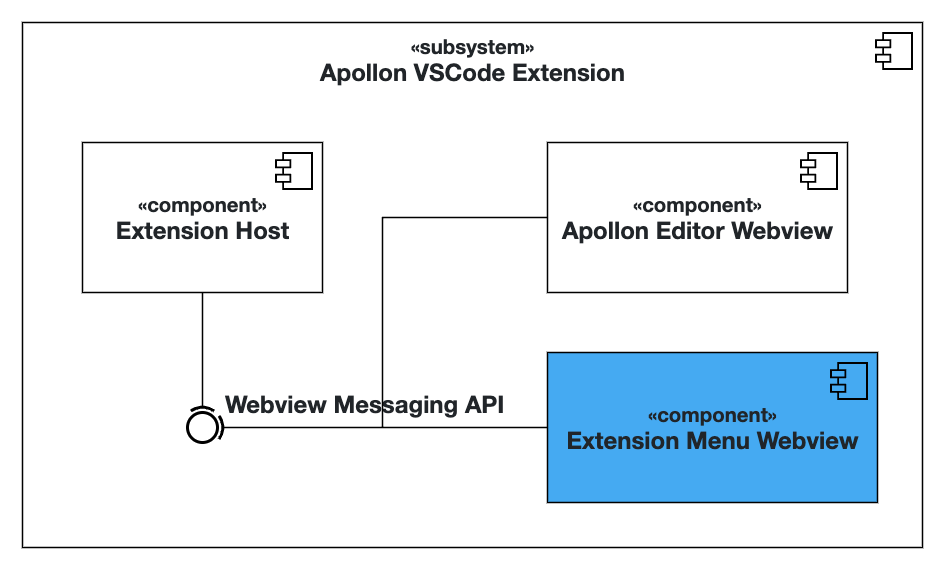 «subsystem»
Apollon VSCode Extension
«component»
Extension Host
«component»
Apollon Editor Webview
Webview Messaging API
«component»
Extension Menu Webview